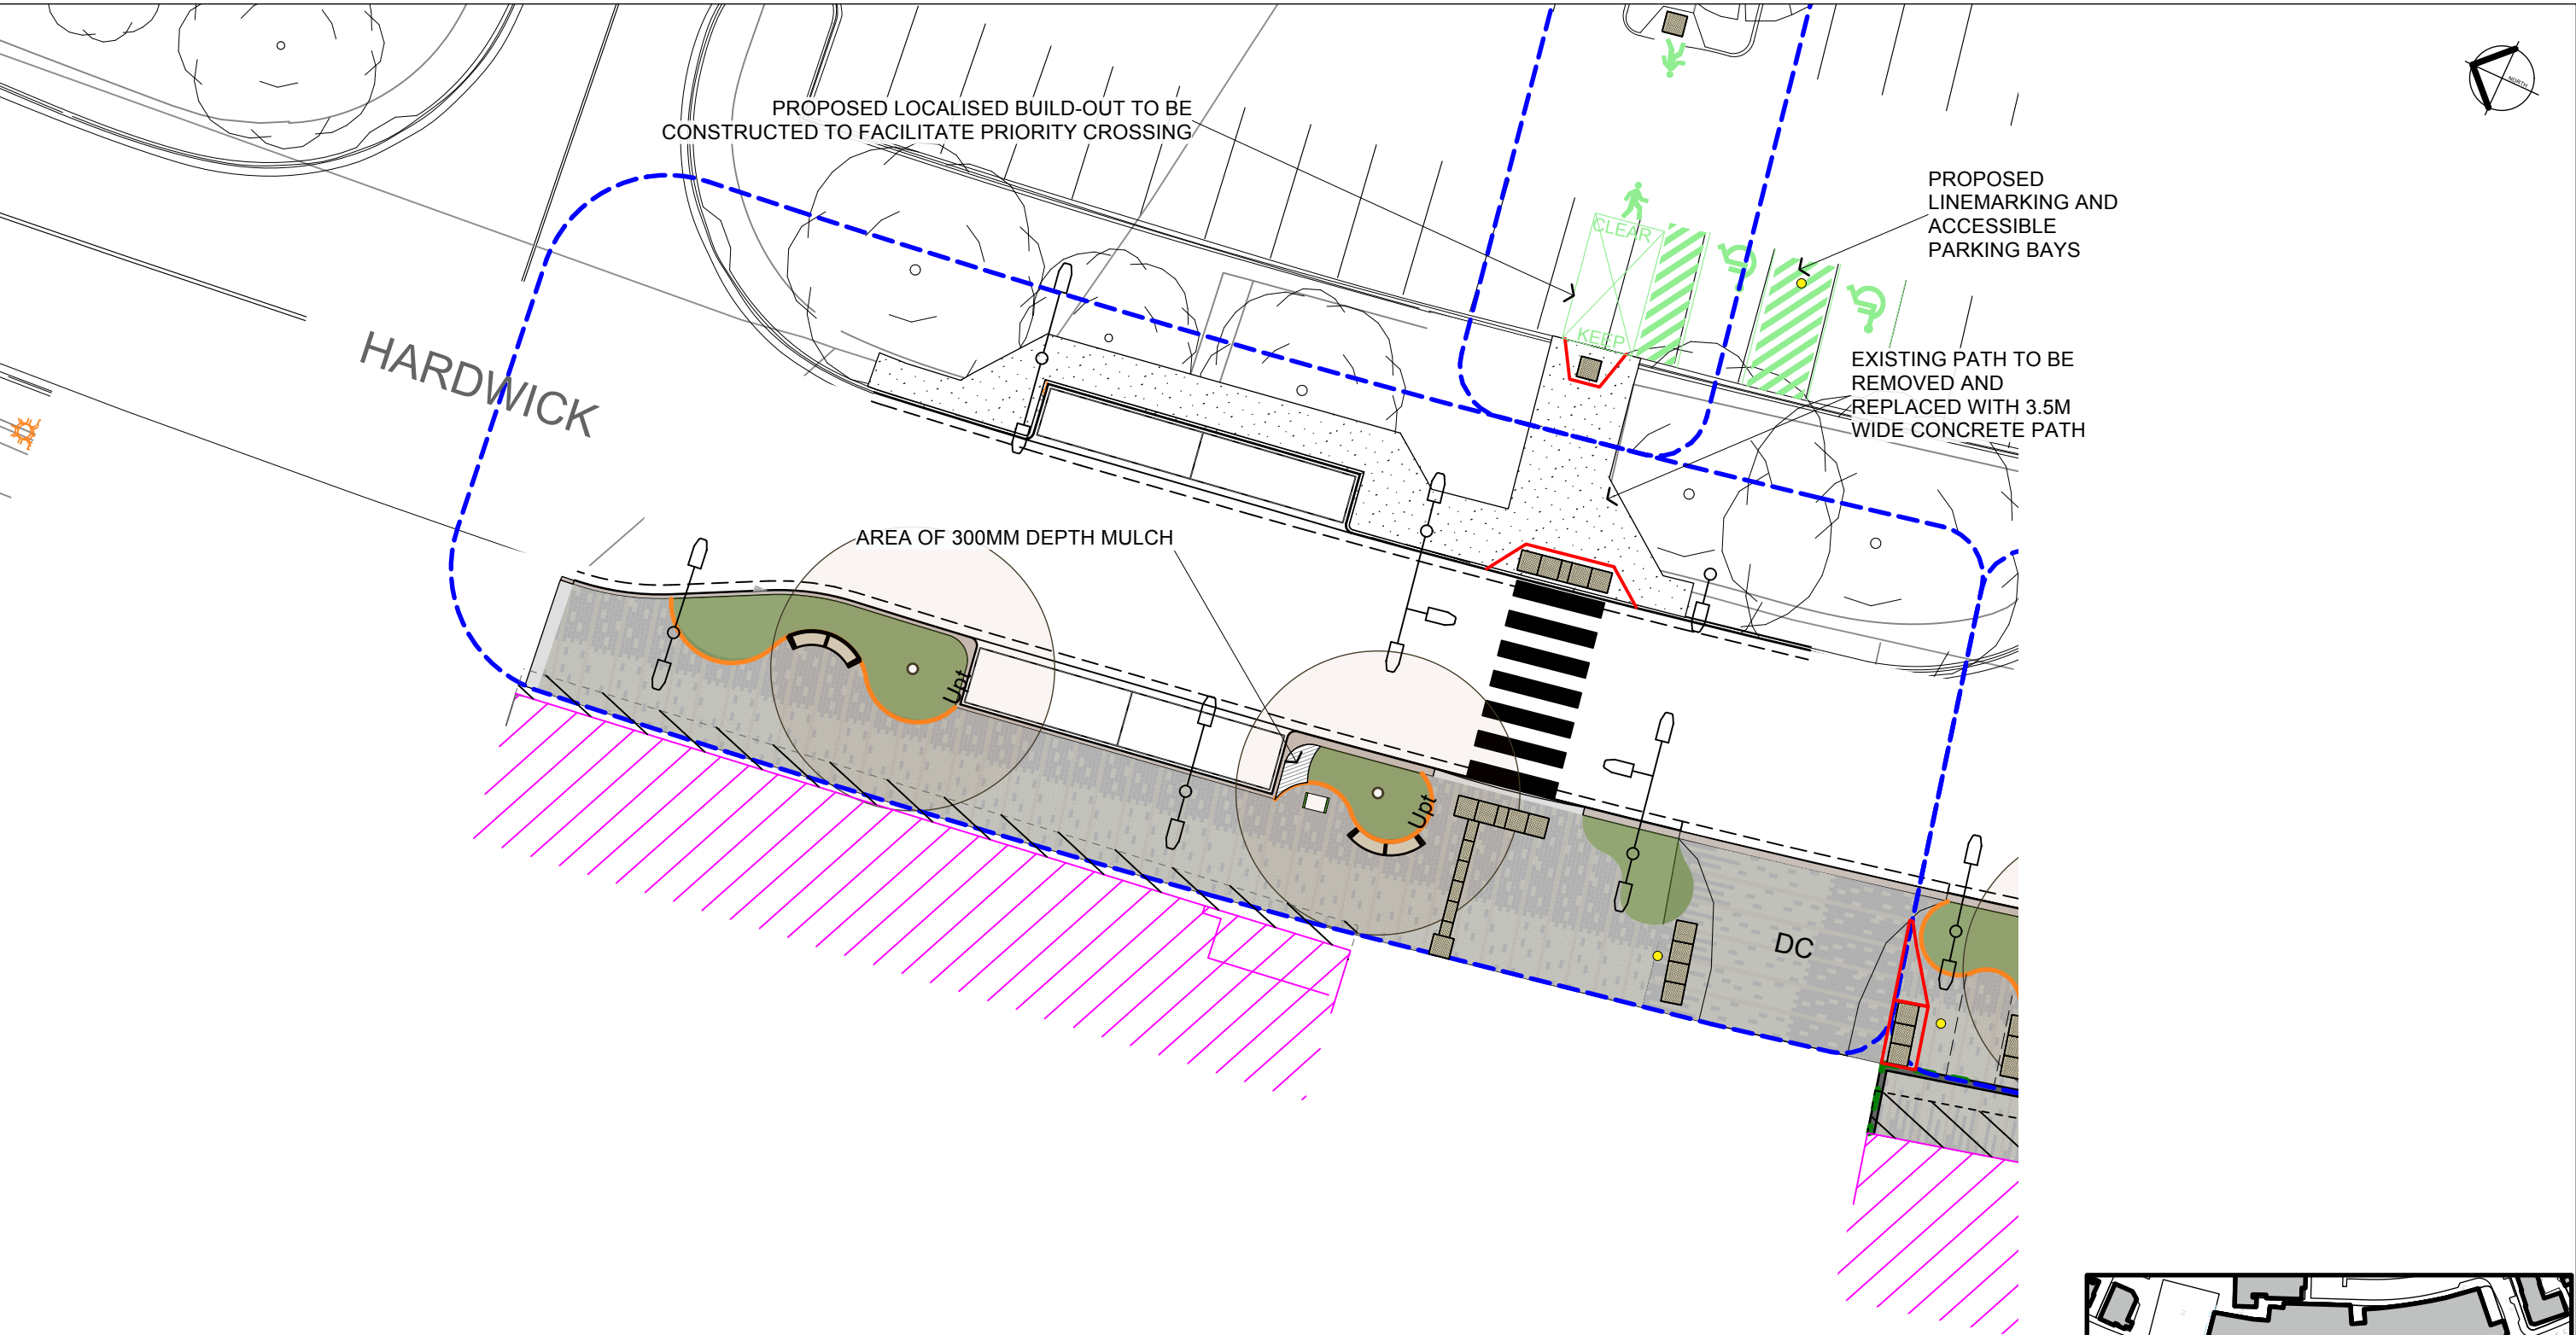 NORTH
PROPOSED LOCALISED BUILD-OUT TO BE
CONSTRUCTED TO FACILITATE PRIORITY CROSSING
PROPOSED
LINEMARKING AND
ACCESSIBLE
PARKING BAYS
CLEAR
KEEP
EXISTING PATH TO BE
REMOVED AND
REPLACED WITH 3.5M
WIDE CONCRETE PATH
HARDWICK
AREA OF 300MM DEPTH MULCH
Upt
Upt
DC